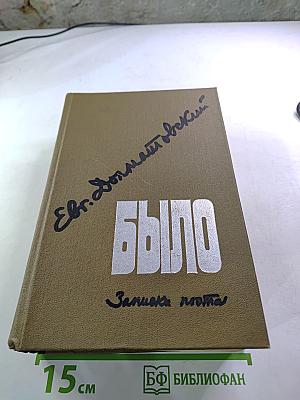 Евг. Долматовский
БЫЛО
Записки поэта
15 см
БФ БИБЛИОФАН